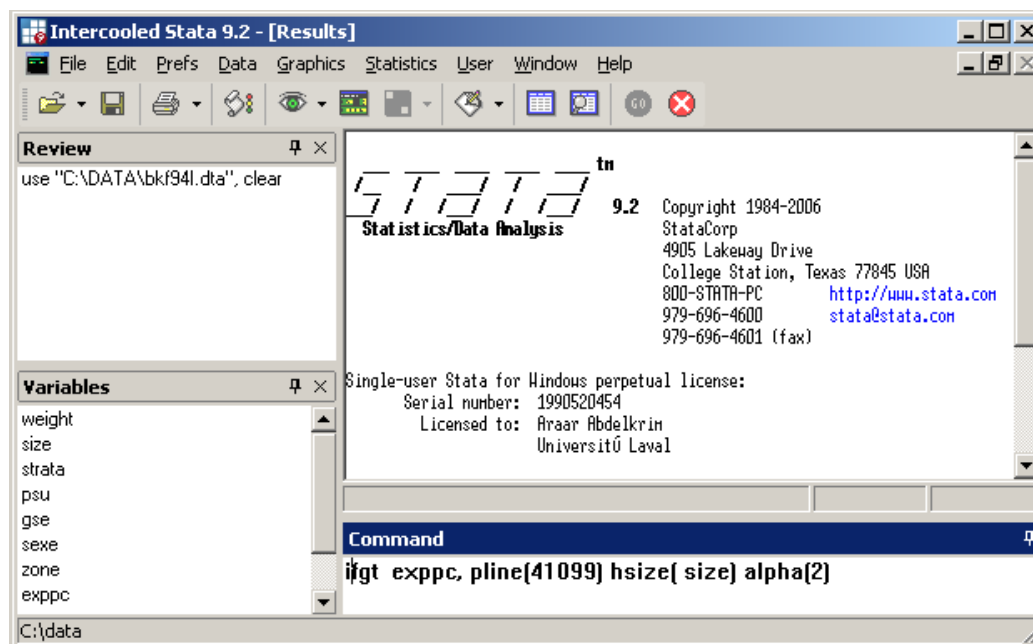 Intercooled Stata 9.2 - [Results]
File Edit Prefs Data Graphics Statistics User Window Help
GO
Review
use "C:\DATA\bkf94I.dta", clear
Variables
weight
size
strata
psu
gse
sexe
zone
exppc
STATA tm
9.2 Copyright 1984-2006
Statistics/Data Analysis StataCorp
4905 Lakeway Drive
College Station, Texas 77845 USA
800-STATA-PC http://www.stata.com
979-696-4600 stata@stata.com
979-696-4601 (fax)
Single-user Stata for Windows perpetual license:
Serial number: 1990520454
Licensed to: Araar Abdelkrim
UniversitÚ Laval
Command
ifgt exppc, pline(41099) hsize( size) alpha(2)
C:\data